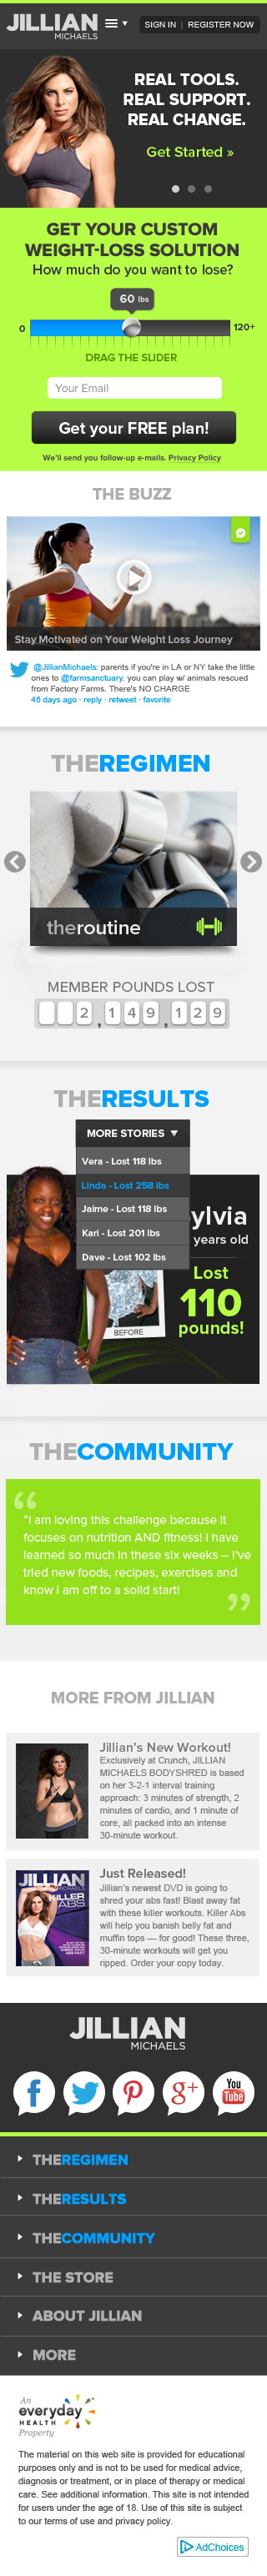 JILLIAN
MICHAELS
SIGN IN | REGISTER NOW
REAL TOOLS.
REAL SUPPORT.
REAL CHANGE.
Get Started »
GET YOUR CUSTOM
WEIGHT-LOSS SOLUTION
How much do you want to lose?
60 lbs
0
120+
DRAG THE SLIDER
Your Email
Get your FREE plan!
We'll send you follow-up e-mails. Privacy Policy
THE BUZZ
Stay Motivated on Your Weight Loss Journey
@JillianMichaels: parents if you're in LA or NY take the little
ones to @farmsanctuary. you can play w/ animals rescued
from Factory Farms. There's NO CHARGE
46 days ago · reply · retweet · favorite
THEREGIMEN
theroutine
MEMBER POUNDS LOST
2,149,129
THERESULTS
MORE STORIES
Vera - Lost 118 lbs
Linda - Lost 258 lbs
Jaime - Lost 118 lbs
Kari - Lost 201 lbs
Dave - Lost 102 lbs
ylvia
years old
Lost
110
pounds!
BEFORE
THECOMMUNITY
“
“I am loving this challenge because it
focuses on nutrition AND fitness! I have
learned so much in these six weeks – I've
tried new foods, recipes, exercises and
know I am off to a solid start!
”
MORE FROM JILLIAN
Jillian's New Workout!
Exclusively at Crunch, JILLIAN
MICHAELS BODYSHRED is based
on her 3-2-1 interval training
approach: 3 minutes of strength, 2
minutes of cardio, and 1 minute of
core, all packed into an intense
30-minute workout.
JILLIAN
KILLER
ABS
Just Released!
Jillian's newest DVD is going to
shred your abs fast! Blast away fat
with these killer workouts. Killer Abs
will help you banish belly fat and
muffin tops — for good! These three,
30-minute workouts will get you
ripped. Order your copy today.
JILLIAN
MICHAELS
f
g+
You
Tube
THEREGIMEN
THERESULTS
THECOMMUNITY
THE STORE
ABOUT JILLIAN
MORE
An
everyday
HEALTH
Property
The material on this web site is provided for educational
purposes only and is not to be used for medical advice,
diagnosis or treatment, or in place of therapy or medical
care. See additional information. This site is not intended
for users under the age of 18. Use of this site is subject
to our terms of use and privacy policy.
AdChoices